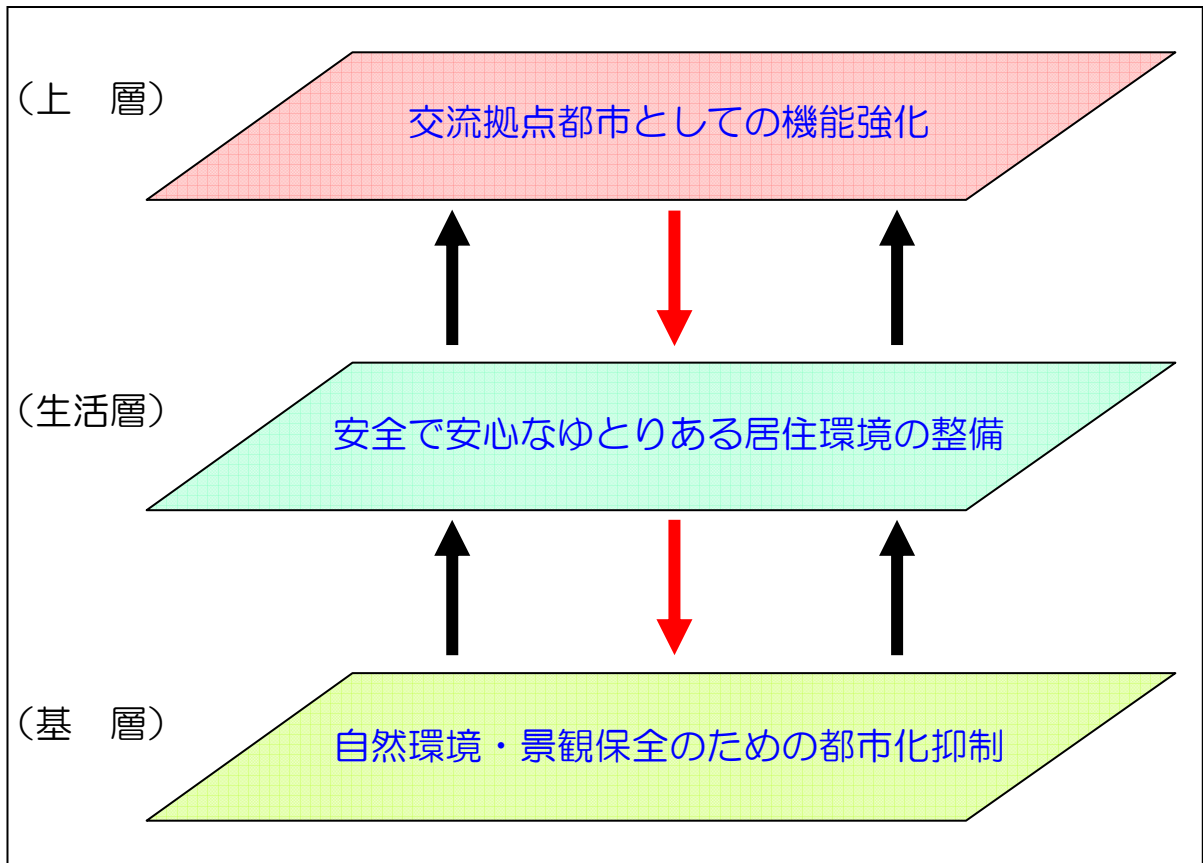 （上　層）
交流拠点都市としての機能強化
（生活層）
安全で安心なゆとりある居住環境の整備
（基　層）
自然環境・景観保全のための都市化抑制